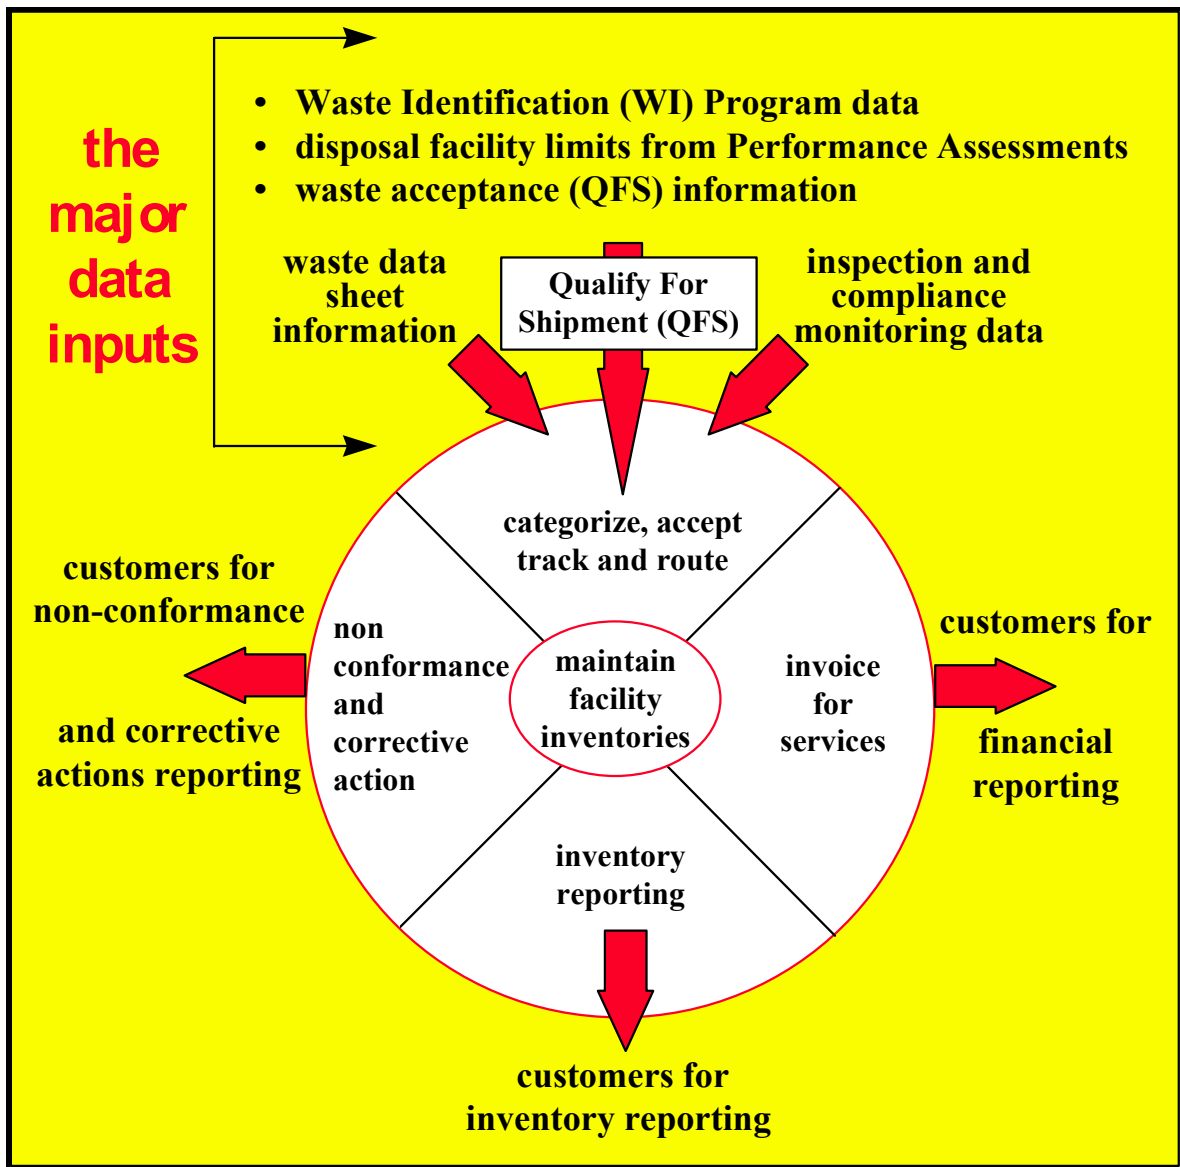 the
major
data
inputs
• Waste Identification (WI) Program data
• disposal facility limits from Performance Assessments
• waste acceptance (QFS) information
waste data
sheet
information
Qualify For
Shipment (QFS)
inspection and
compliance
monitoring data
categorize, accept
track and route
customers for
non-conformance
and corrective
actions reporting
non
conformance
and
corrective
action
maintain
facility
inventories
invoice
for
services
customers for
financial
reporting
inventory
reporting
customers for
inventory reporting